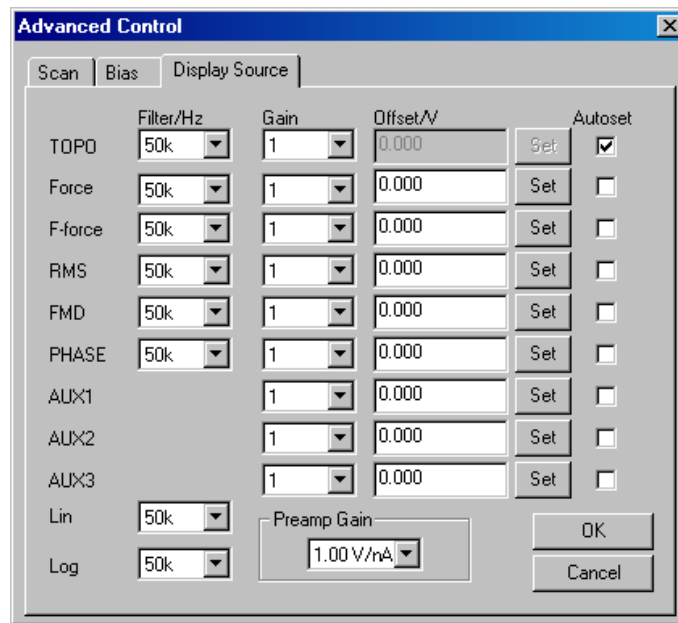 Advanced Control
Scan Bias Display Source
Filter/Hz Gain Offset/V Autoset
TOPO 50k 1 0.000 Set
Force 50k 1 0.000 Set
F-force 50k 1 0.000 Set
RMS 50k 1 0.000 Set
FMD 50k 1 0.000 Set
PHASE 50k 1 0.000 Set
AUX1 1 0.000 Set
AUX2 1 0.000 Set
AUX3 1 0.000 Set
Lin 50k Preamp Gain OK
Log 50k 1.00 V/nA Cancel